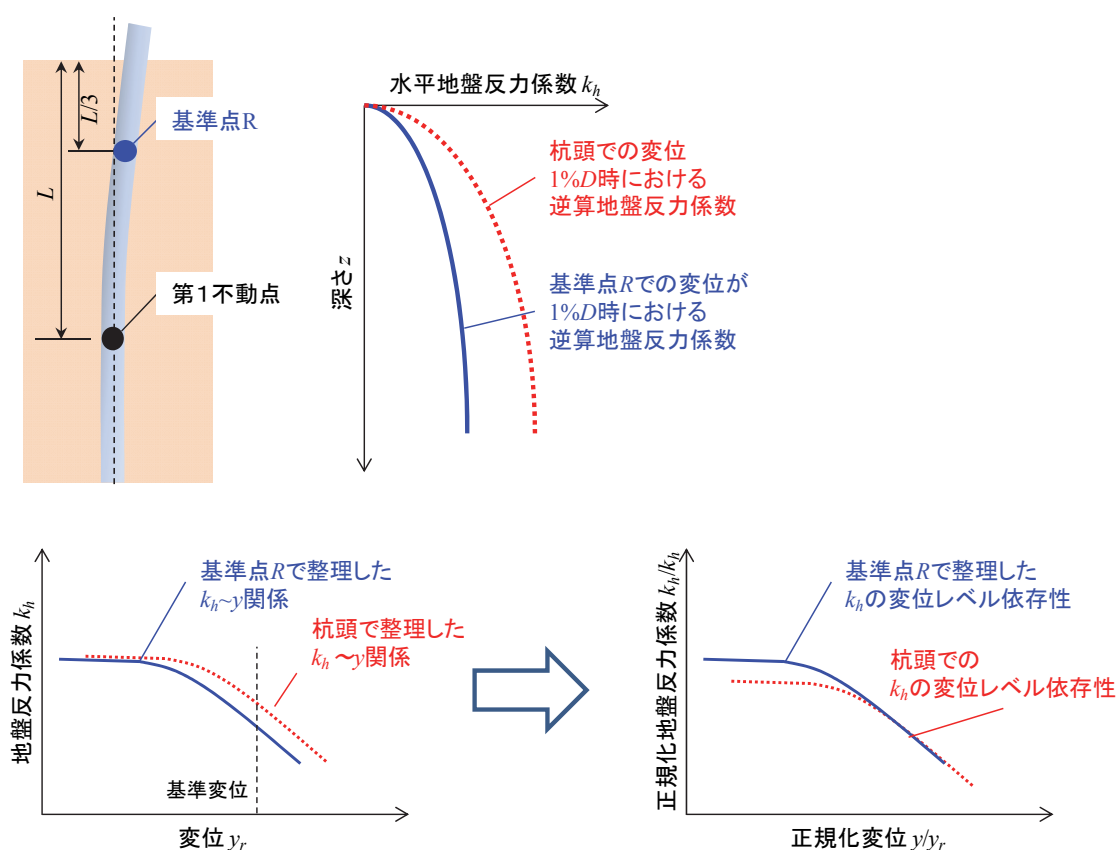 L/3
L
基準点R
第1不動点
水平地盤反力係数 kh
深さ z
杭頭での変位
1%D時における
逆算地盤反力係数
基準点Rでの変位が
1%D時における
逆算地盤反力係数
地盤反力係数 kh
基準点Rで整理した
kh~y関係
杭頭で整理した
kh～y関係
基準変位
変位 yr
正規化地盤反力係数 kh/kh
基準点Rで整理した
khの変位レベル依存性
杭頭での
khの変位レベル依存性
正規化変位 y/yr